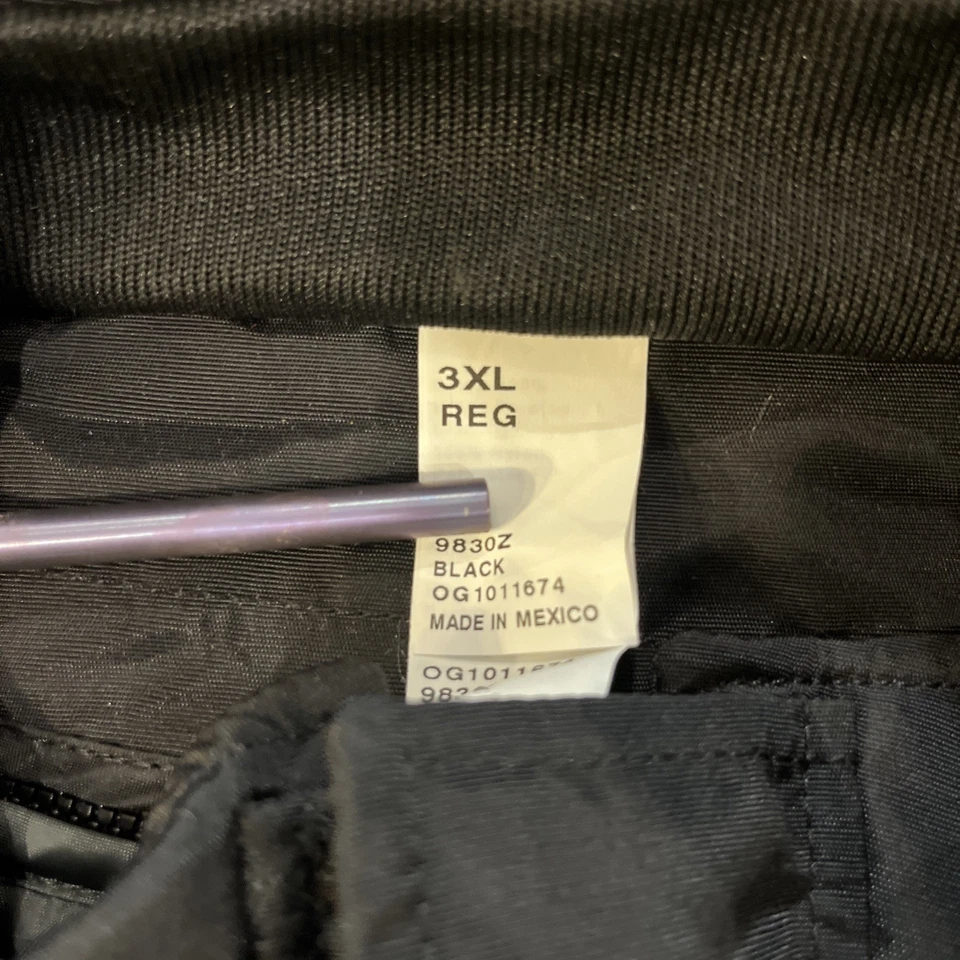 3XL
REG
9830Z
BLACK
OG1011674
MADE IN MEXICO